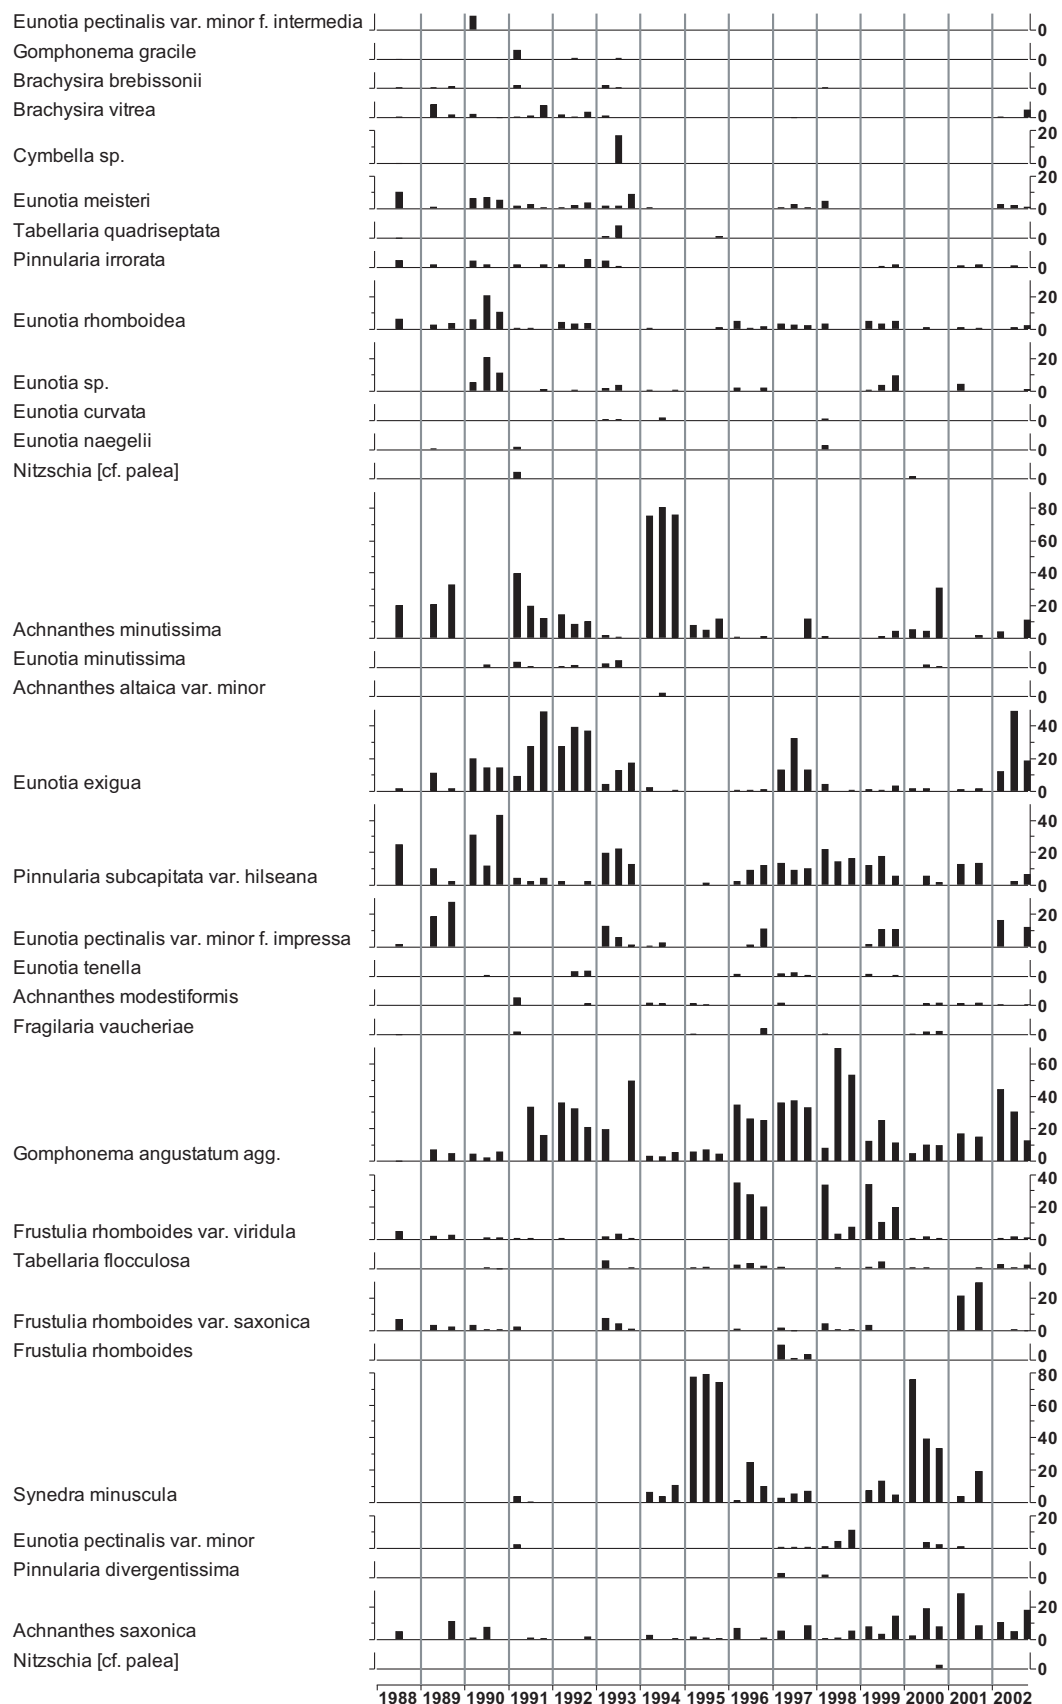 Eunotia pectinalis var. minor f. intermedia 0
Gomphonema gracile 0
Brachysira brebissonii 0
Brachysira vitrea 0
20
Cymbella sp. 0
20
Eunotia meisteri 0
Tabellaria quadriseptata 0
Pinnularia irrorata 0
20
Eunotia rhomboidea 0
20
Eunotia sp. 0
Eunotia curvata 0
Eunotia naegelii 0
Nitzschia [cf. palea] 0
80
60
40
20
Achnanthes minutissima 0
Eunotia minutissima 0
Achnanthes altaica var. minor 0
40
20
Eunotia exigua 0
40
20
Pinnularia subcapitata var. hilseana 0
20
Eunotia pectinalis var. minor f. impressa 0
Eunotia tenella 0
Achnanthes modestiformis 0
Fragilaria vaucheriae 0
60
40
20
Gomphonema angustatum agg. 0
40
20
Frustulia rhomboides var. viridula 0
Tabellaria flocculosa 0
20
Frustulia rhomboides var. saxonica 0
Frustulia rhomboides 0
80
60
40
20
Synedra minuscula 0
20
Eunotia pectinalis var. minor 0
Pinnularia divergentissima 0
20
Achnanthes saxonica 0
Nitzschia [cf. palea] 0
1988 1989 1990 1991 1992 1993 1994 1995 1996 1997 1998 1999 2000 2001 2002